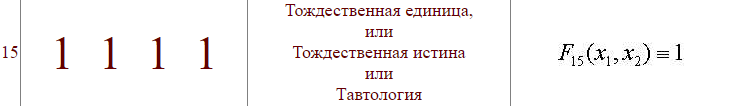 15 1 1 1 1
Тождественная единица,
или
Тождественная истина
или
Тавтология
F₁₅(x₁, x₂) ≡ 1